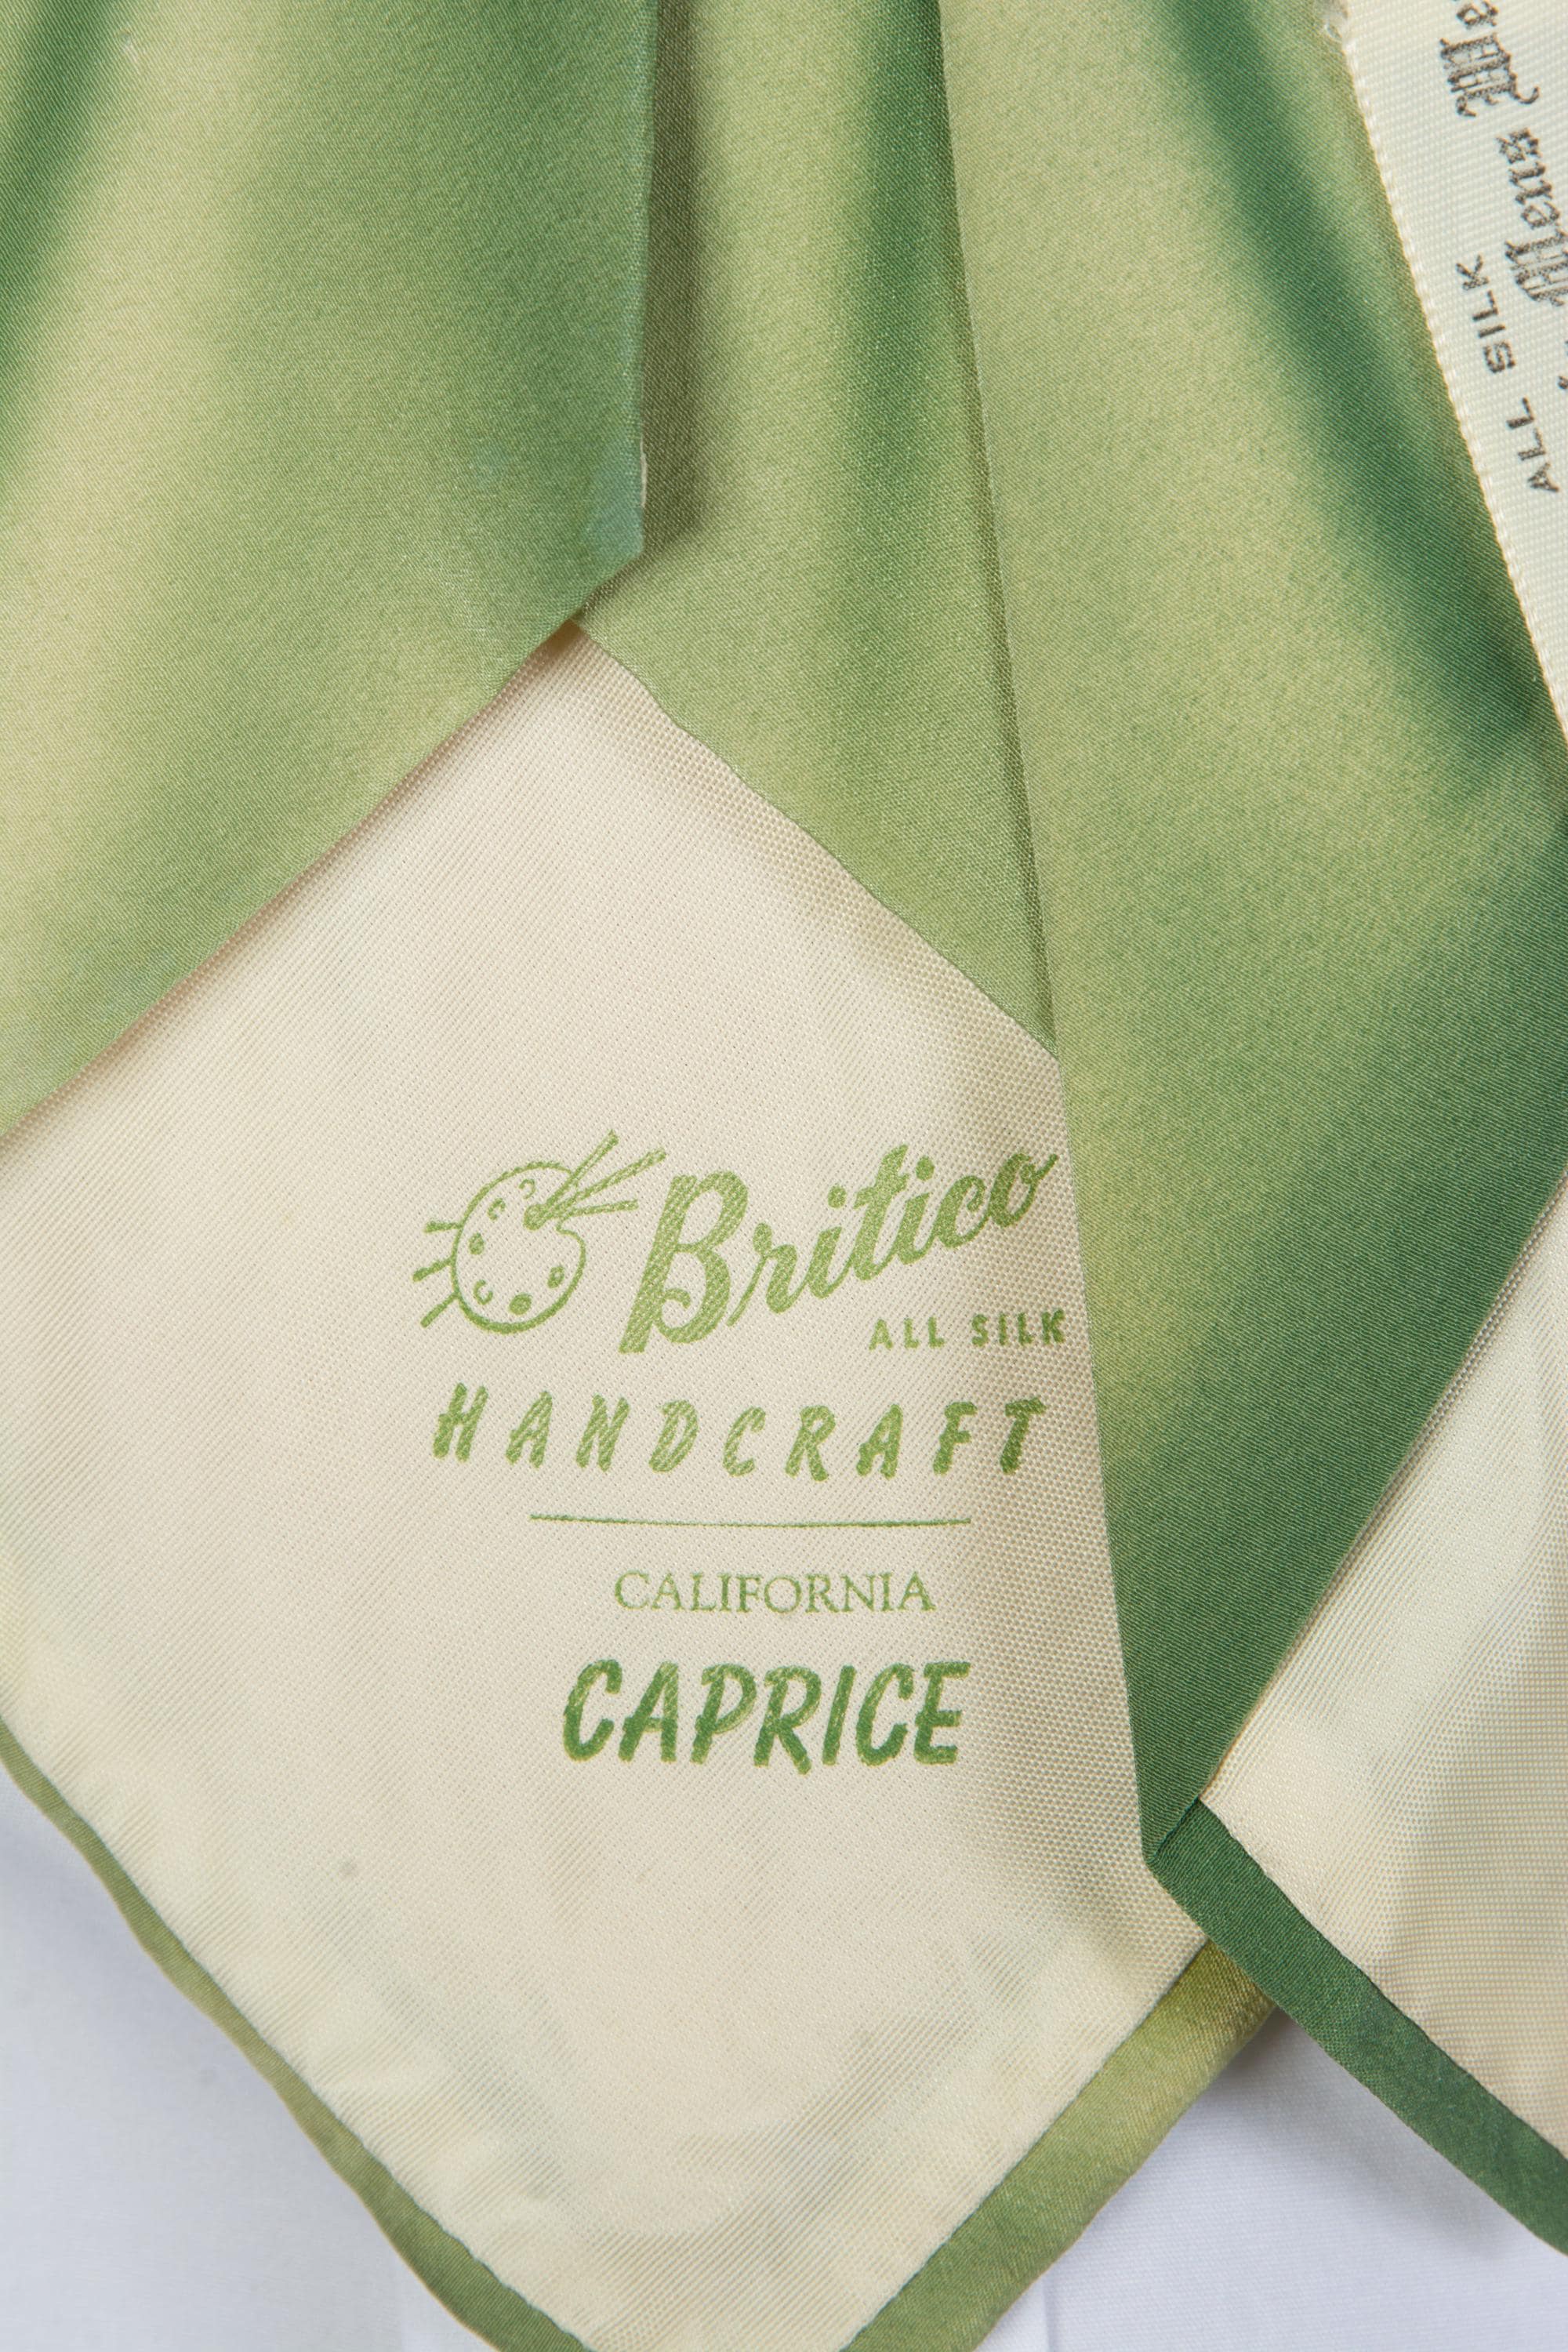 Britico
ALL SILK
HANDCRAFT
CALIFORNIA
CAPRICE
ALL SILK